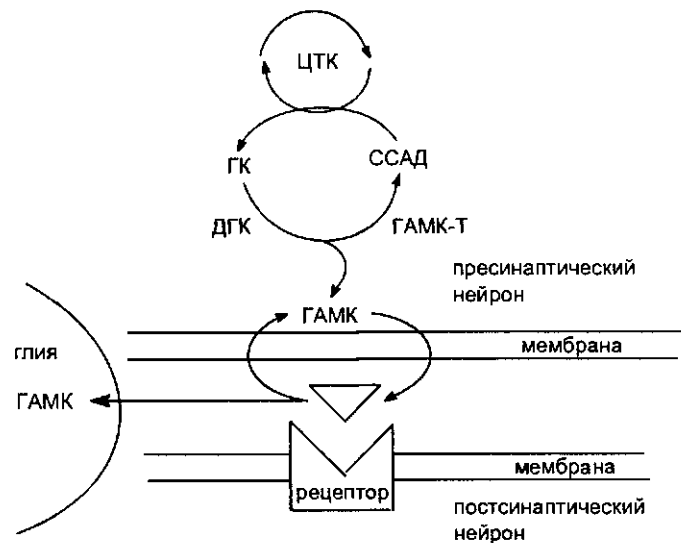 ЦТК
ГК
ССАД
ДГК
ГАМК-Т
пресинаптический
нейрон
ГАМК
мембрана
глия
ГАМК
мембрана
рецептор
постсинаптический
нейрон